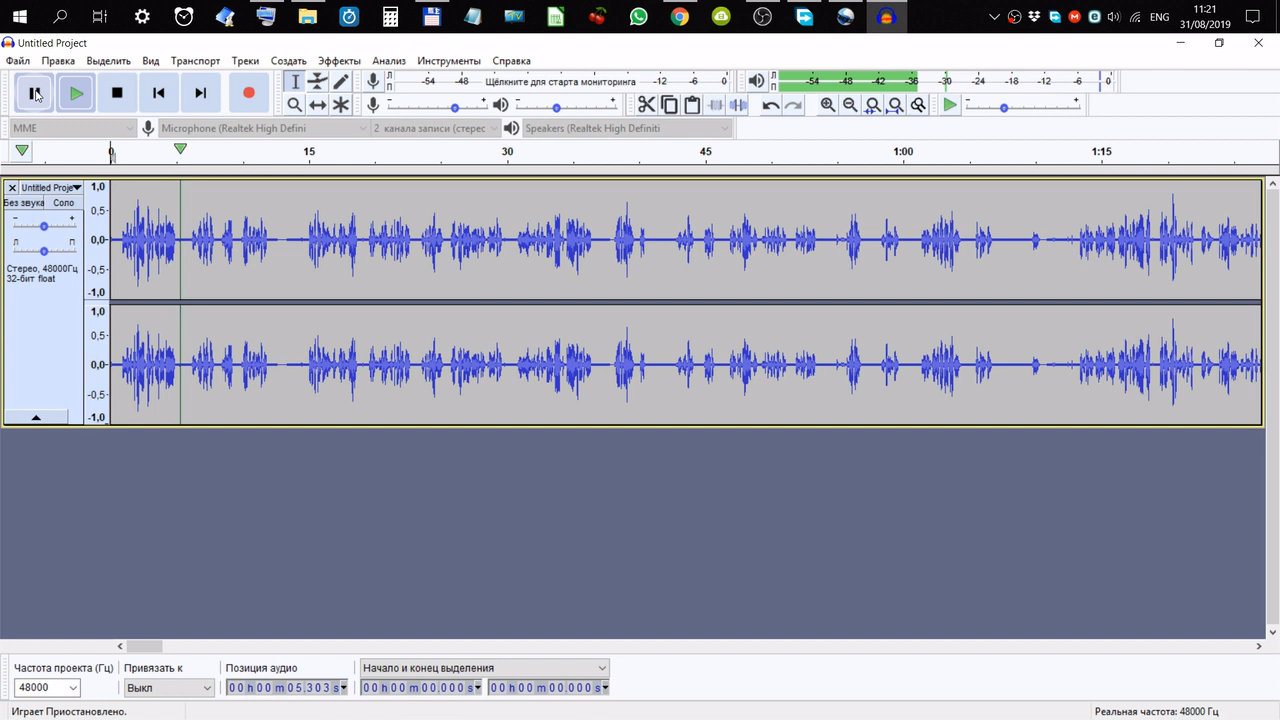 11:21
ENG
31/08/2019
Untitled Project
Файл Правка Выделить Вид Транспорт Треки Создать Эффекты Анализ Инструменты Справка
-54 -48 Щёлкните для старта мониторинга -12 -6 0
-54 -48 -42 -36 -30 -24 -18 -12 -6 0
MME
Microphone (Realtek High Defini
2 канала записи (стерес
Speakers (Realtek High Definiti
0 15 30 45 1:00 1:15
Untitled Proje
Без звука Соло
- +
Л П
Стерео, 48000Гц
32-бит float
1,0
0,5
0,0
-0,5
-1,0
1,0
0,5
0,0
-0,5
-1,0
Частота проекта (Гц) Привязать к Позиция аудио Начало и конец выделения
48000 Выкл 00 h 00 m 05.303 s 00 h 00 m 00.000 s 00 h 00 m 00.000 s
Играет Приостановлено. Реальная частота: 48000 Гц